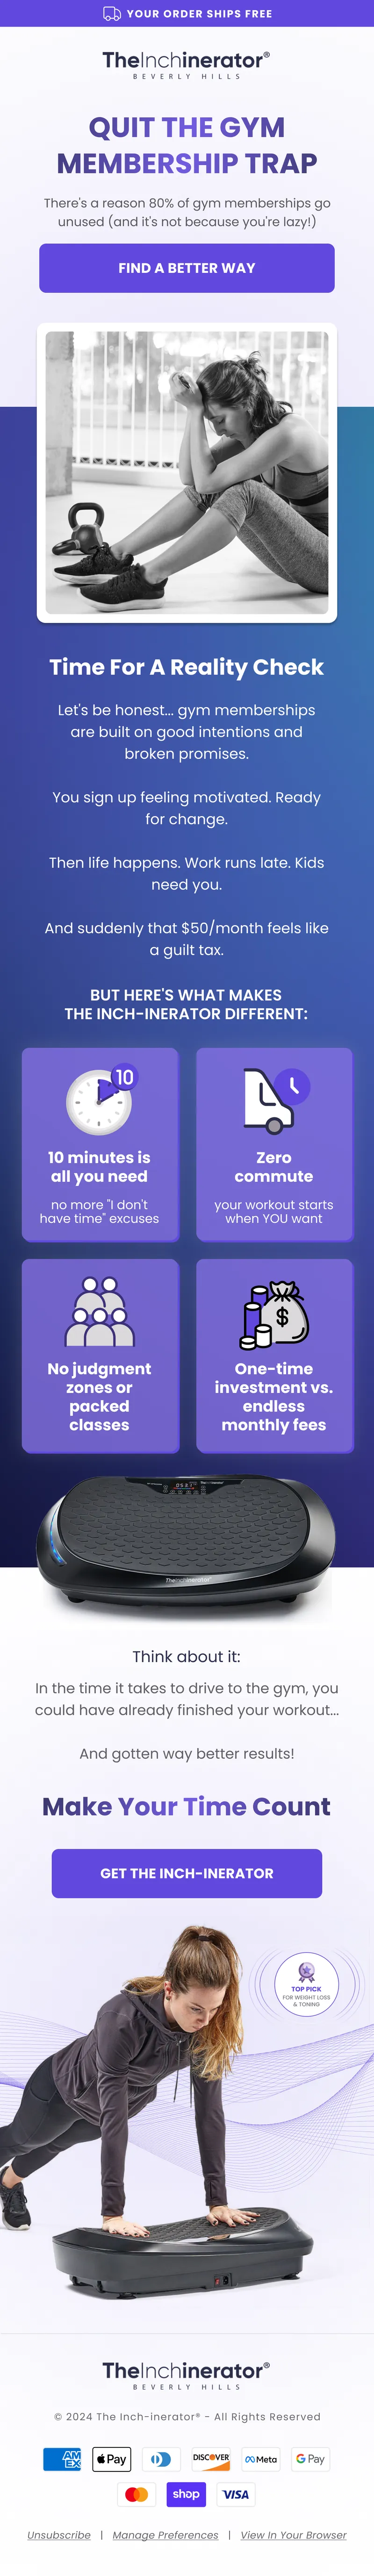 YOUR ORDER SHIPS FREE
TheInchinerator®
BEVERLY HILLS
QUIT THE GYM
MEMBERSHIP TRAP
There's a reason 80% of gym memberships go
unused (and it's not because you're lazy!)
FIND A BETTER WAY
Time For A Reality Check
Let's be honest... gym memberships
are built on good intentions and
broken promises.
You sign up feeling motivated. Ready
for change.
Then life happens. Work runs late. Kids
need you.
And suddenly that $50/month feels like
a guilt tax.
BUT HERE'S WHAT MAKES
THE INCH-INERATOR DIFFERENT:
10
10 minutes is
all you need
no more "I don't
have time" excuses
Zero
commute
your workout starts
when YOU want
No judgment
zones or
packed
classes
$
One-time
investment vs.
endless
monthly fees
TheInchinerator®
Think about it:
In the time it takes to drive to the gym, you
could have already finished your workout...
And gotten way better results!
Make Your Time Count
GET THE INCH-INERATOR
TOP PICK
FOR WEIGHT LOSS
& TONING
TheInchinerator®
BEVERLY HILLS
© 2024 The Inch-inerator® - All Rights Reserved
AMEX
Pay
DISCOVER
Meta
G Pay
shop
VISA
Unsubscribe | Manage Preferences | View In Your Browser